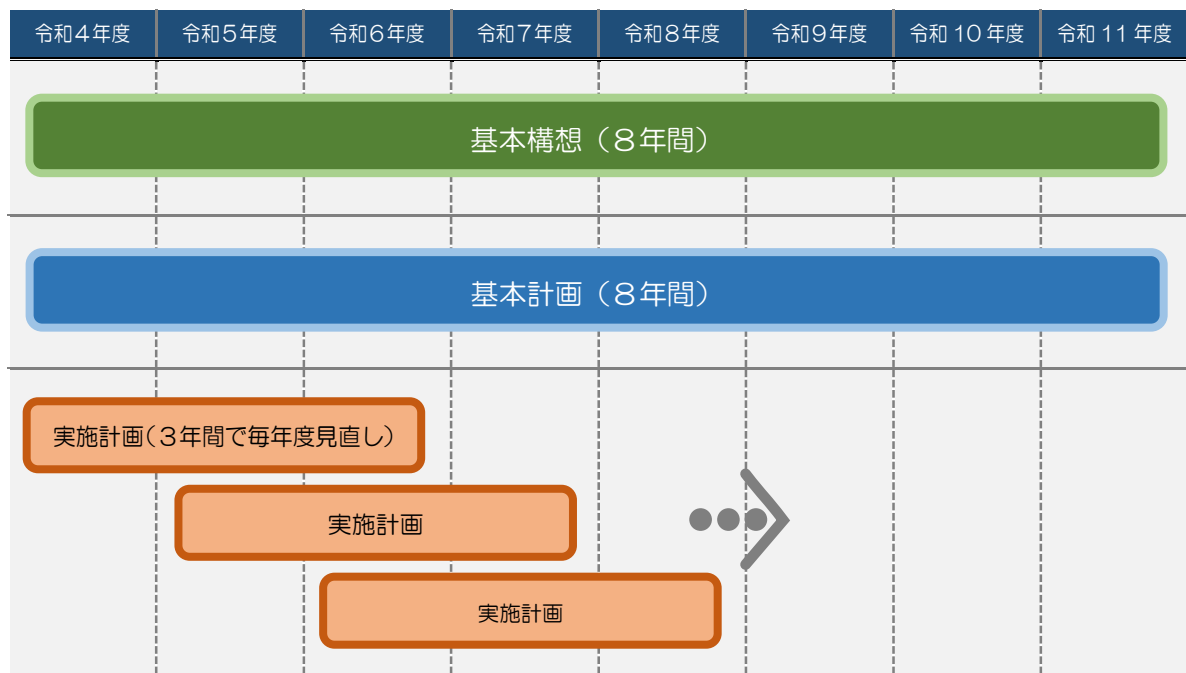 令和４年度 令和５年度 令和６年度 令和７年度 令和８年度 令和９年度 令和 10 年度 令和 11 年度
基本構想（８年間）
基本計画（８年間）
実施計画（３年間で毎年度見直し）
実施計画
実施計画